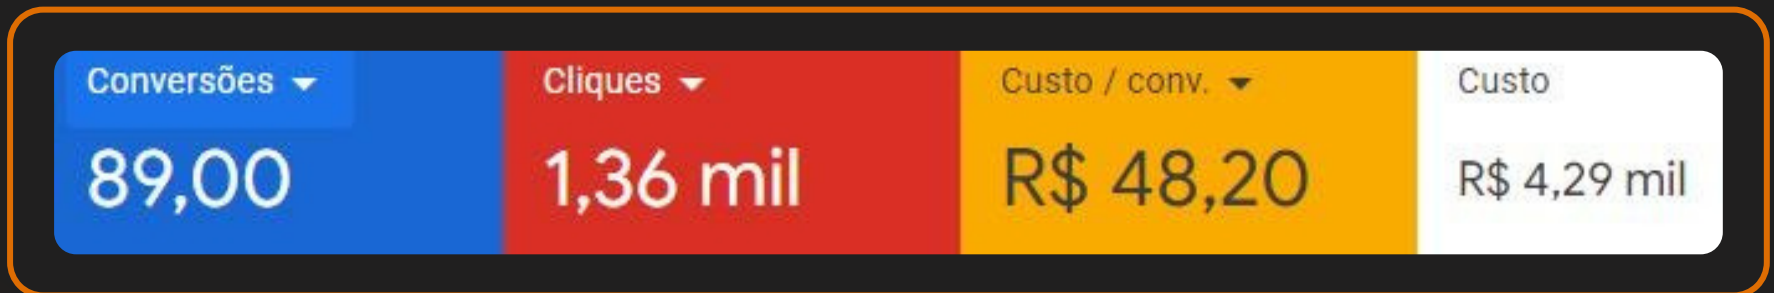 Conversões
89,00
Cliques
1,36 mil
Custo / conv.
R$ 48,20
Custo
R$ 4,29 mil